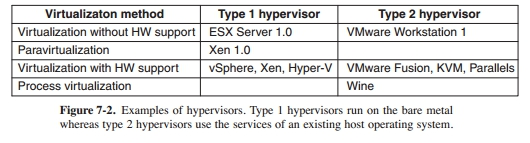 Virtualizaton method Type 1 hypervisor Type 2 hypervisor
Virtualization without HW support ESX Server 1.0 VMware Workstation 1
Paravirtualization Xen 1.0
Virtualization with HW support vSphere, Xen, Hyper-V VMware Fusion, KVM, Parallels
Process virtualization Wine
Figure 7-2. Examples of hypervisors. Type 1 hypervisors run on the bare metal
whereas type 2 hypervisors use the services of an existing host operating system.